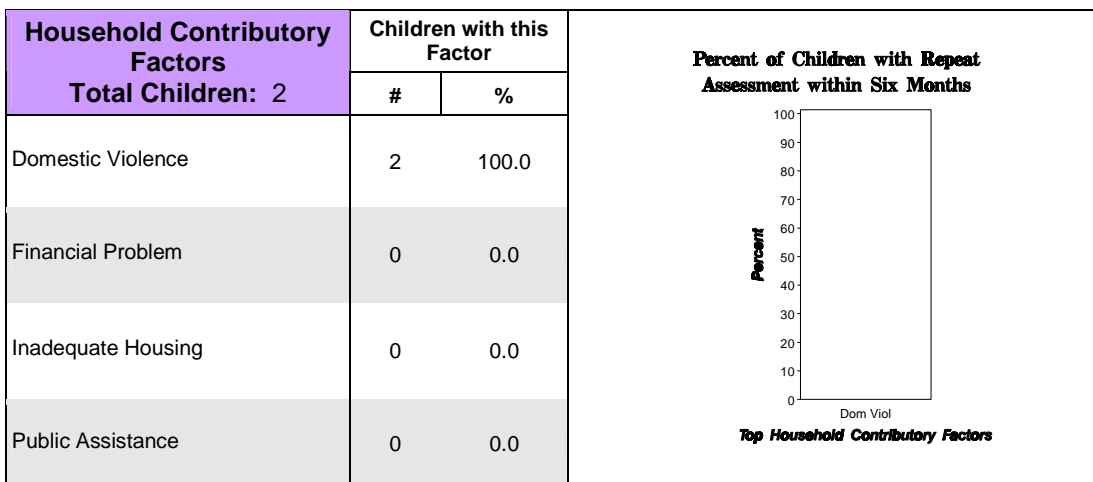 Household Contributory
Factors
Total Children: 2
Children with this
Factor
# %
Domestic Violence 2 100.0
Financial Problem 0 0.0
Inadequate Housing 0 0.0
Public Assistance 0 0.0
Percent of Children with Repeat
Assessment within Six Months
100
90
80
70
60
50
40
30
20
10
0
Percent
Dom Viol
Top Household Contributory Factors